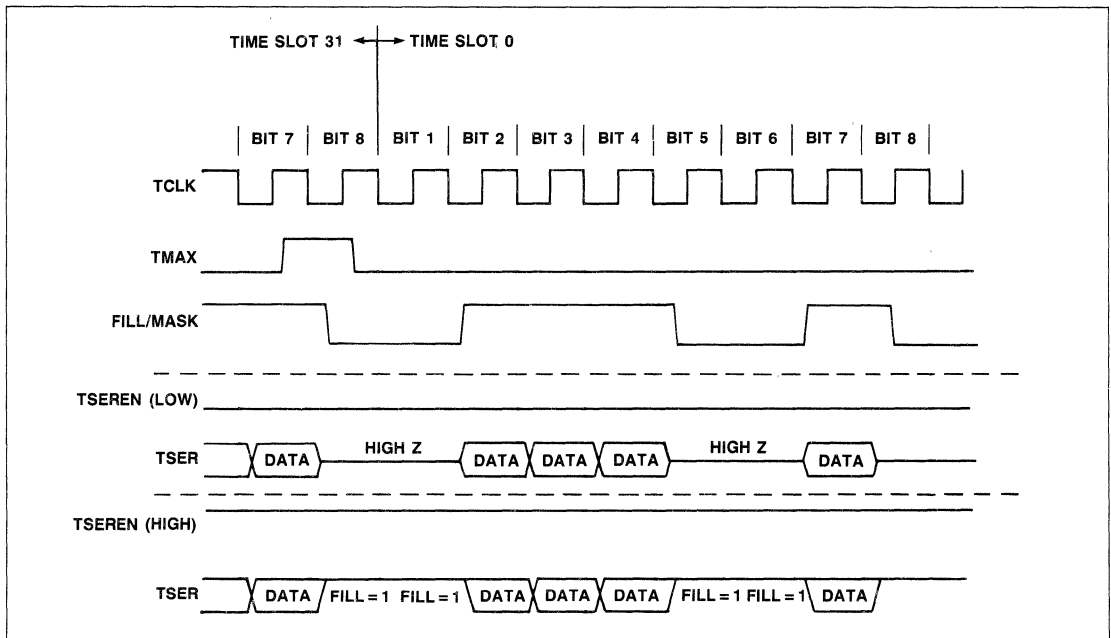 TIME SLOT 31 TIME SLOT 0
BIT 7 BIT 8 BIT 1 BIT 2 BIT 3 BIT 4 BIT 5 BIT 6 BIT 7 BIT 8
TCLK
TMAX
FILL/MASK
TSEREN (LOW)
TSER DATA HIGH Z DATA DATA DATA HIGH Z DATA
TSEREN (HIGH)
TSER DATA FILL=1 FILL=1 DATA DATA DATA FILL=1 FILL=1 DATA